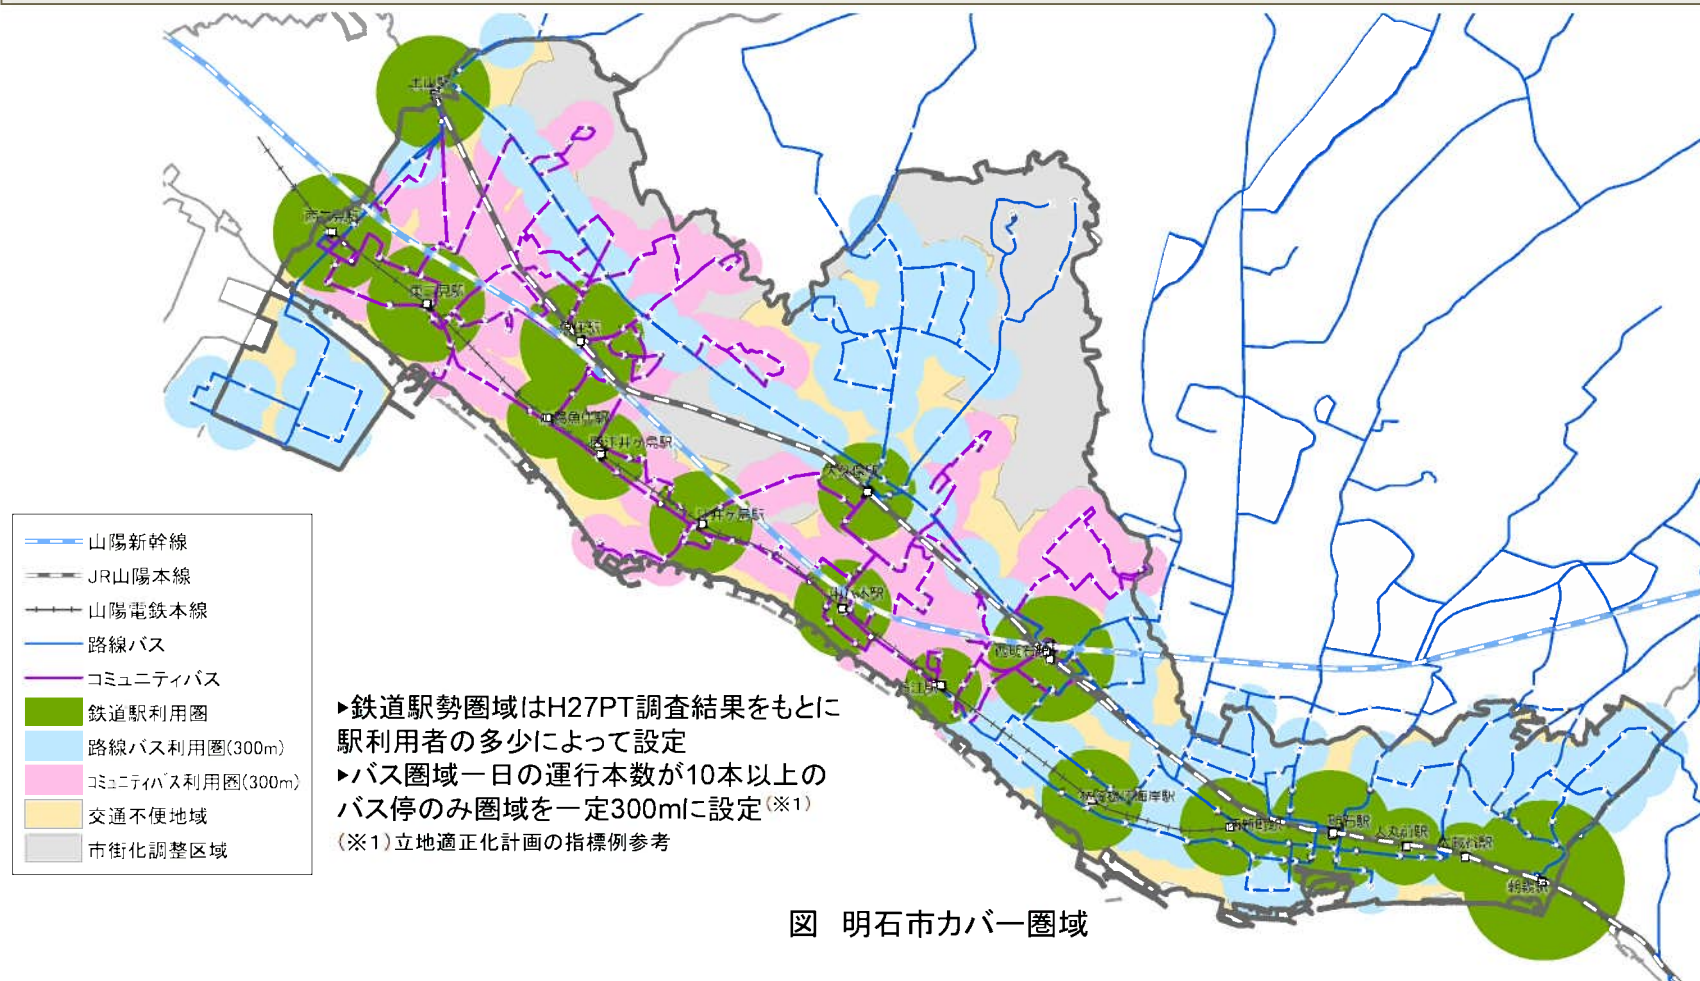 土山駅
西二見駅
東二見駅
魚住駅
山陽魚住駅
西江井ヶ島駅
江井ヶ島駅
大久保駅
中八木駅
西明石駅
藤江駅
西新町駅
明石駅
人丸前駅
大蔵谷駅
朝霧駅
山陽新幹線
JR山陽本線
山陽電鉄本線
路線バス
コミュニティバス
鉄道駅利用圏
路線バス利用圏(300m)
コミュニティバス利用圏(300m)
交通不便地域
市街化調整区域
▶鉄道駅勢圏域はH27PT調査結果をもとに
駅利用者の多少によって設定
▶バス圏域一日の運行本数が10本以上の
バス停のみ圏域を一定300mに設定(※1)
(※1)立地適正化計画の指標例参考
図 明石市カバー圏域